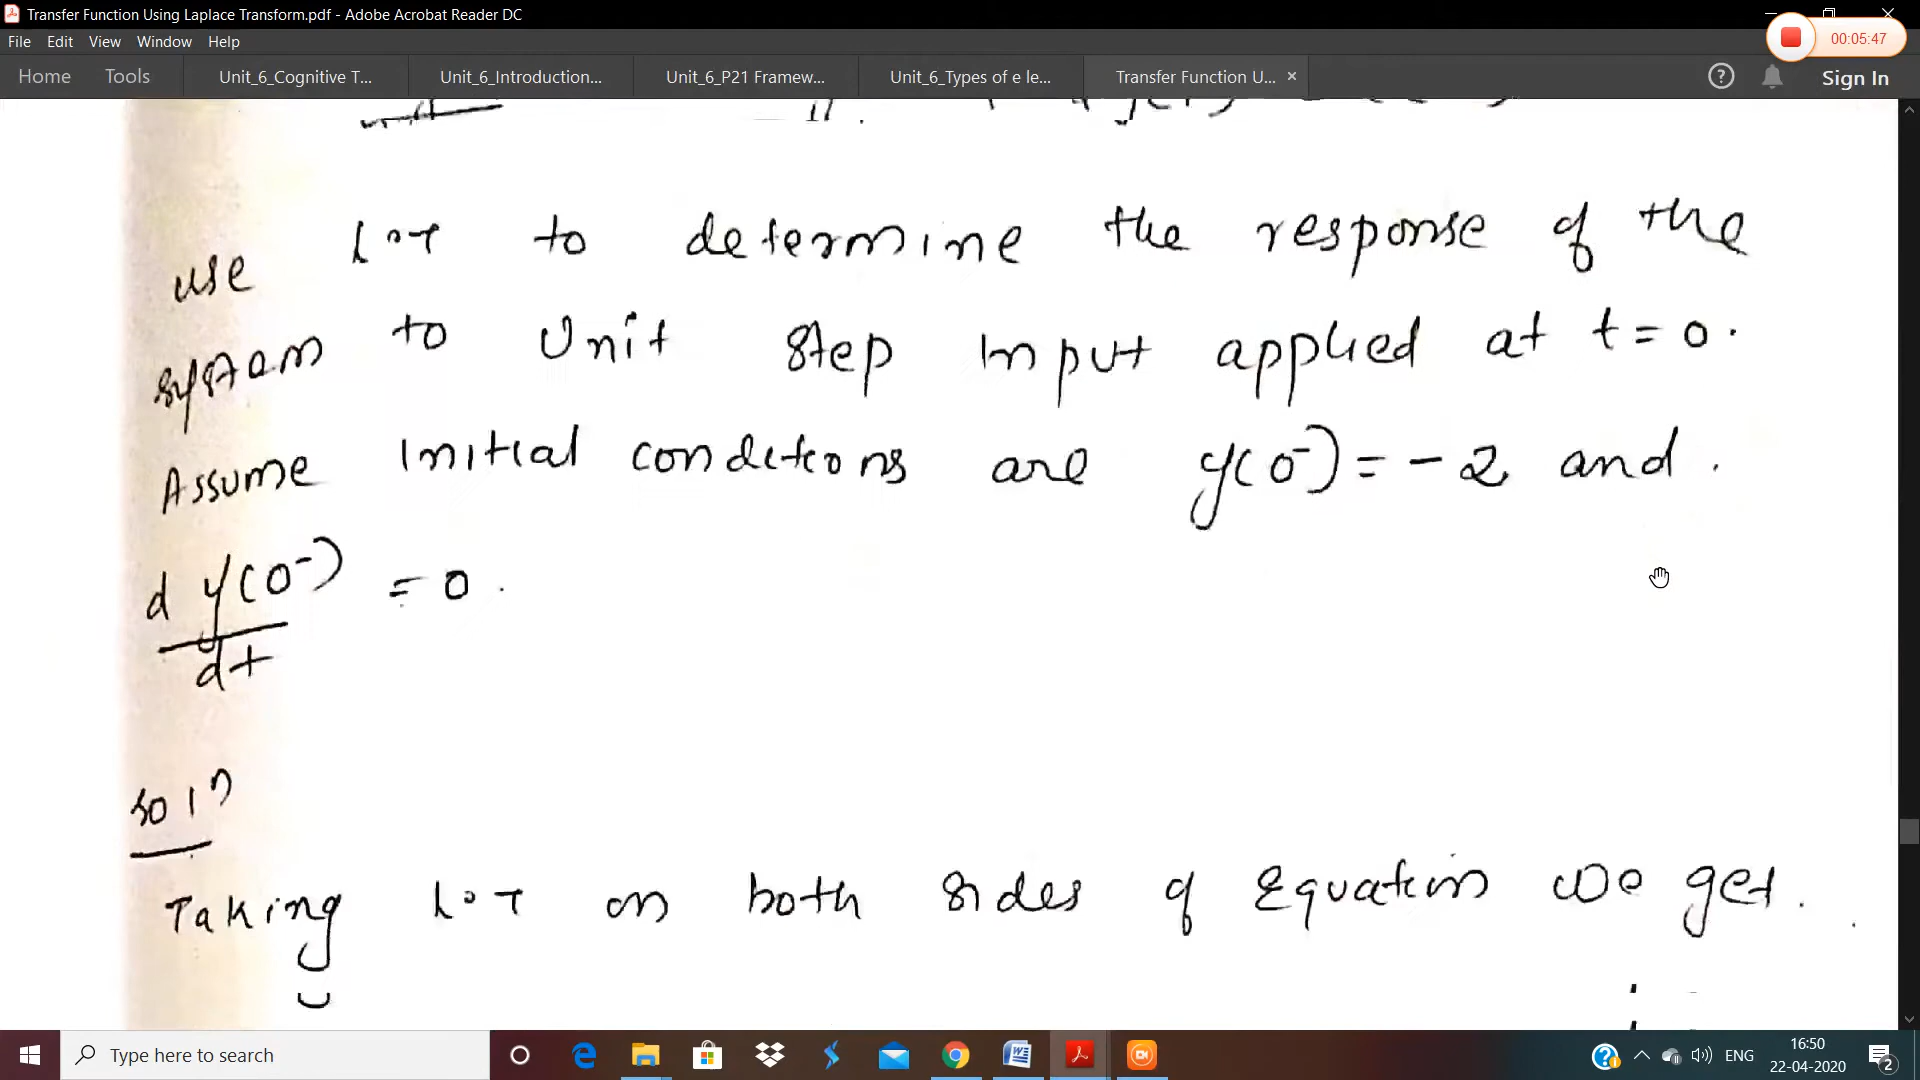 Transfer Function Using Laplace Transform.pdf - Adobe Acrobat Reader DC
00:05:47
File Edit View Window Help
Home Tools Unit_6_Cognitive T... Unit_6_Introduction... Unit_6_P21 Framew... Unit_6_Types of e le... Transfer Function U... × Sign In
use L.T to determine the response of the
system to Unit Step Input applied at t = 0.
Assume initial conditions are y(0⁻) = -2 and.
d y(0⁻) = 0.
dt
soln
Taking L.T on both sides of Equation we get.
Type here to search
ENG
16:50
22-04-2020
2